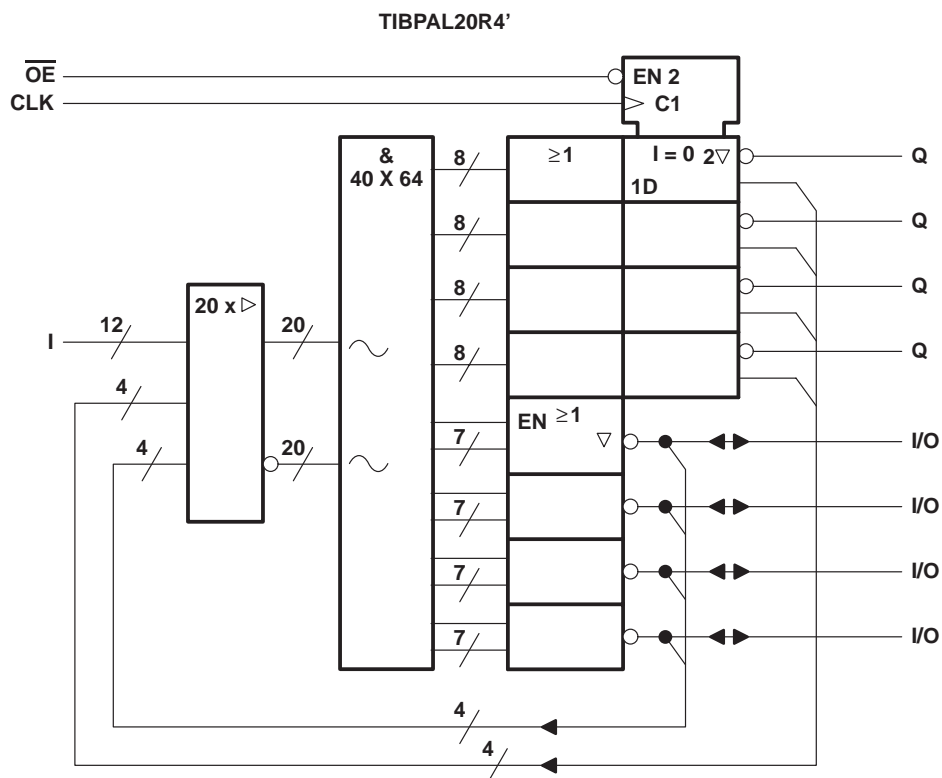 TIBPAL20R4’
OE
CLK
EN 2
C1
&
40 X 64
8
≥1
I = 0 2▽
1D
Q
8
Q
8
Q
8
Q
20 x ▷
I
12
20
4
4
20
EN ≥1
▽
7
I/O
7
I/O
7
I/O
7
I/O
4
4